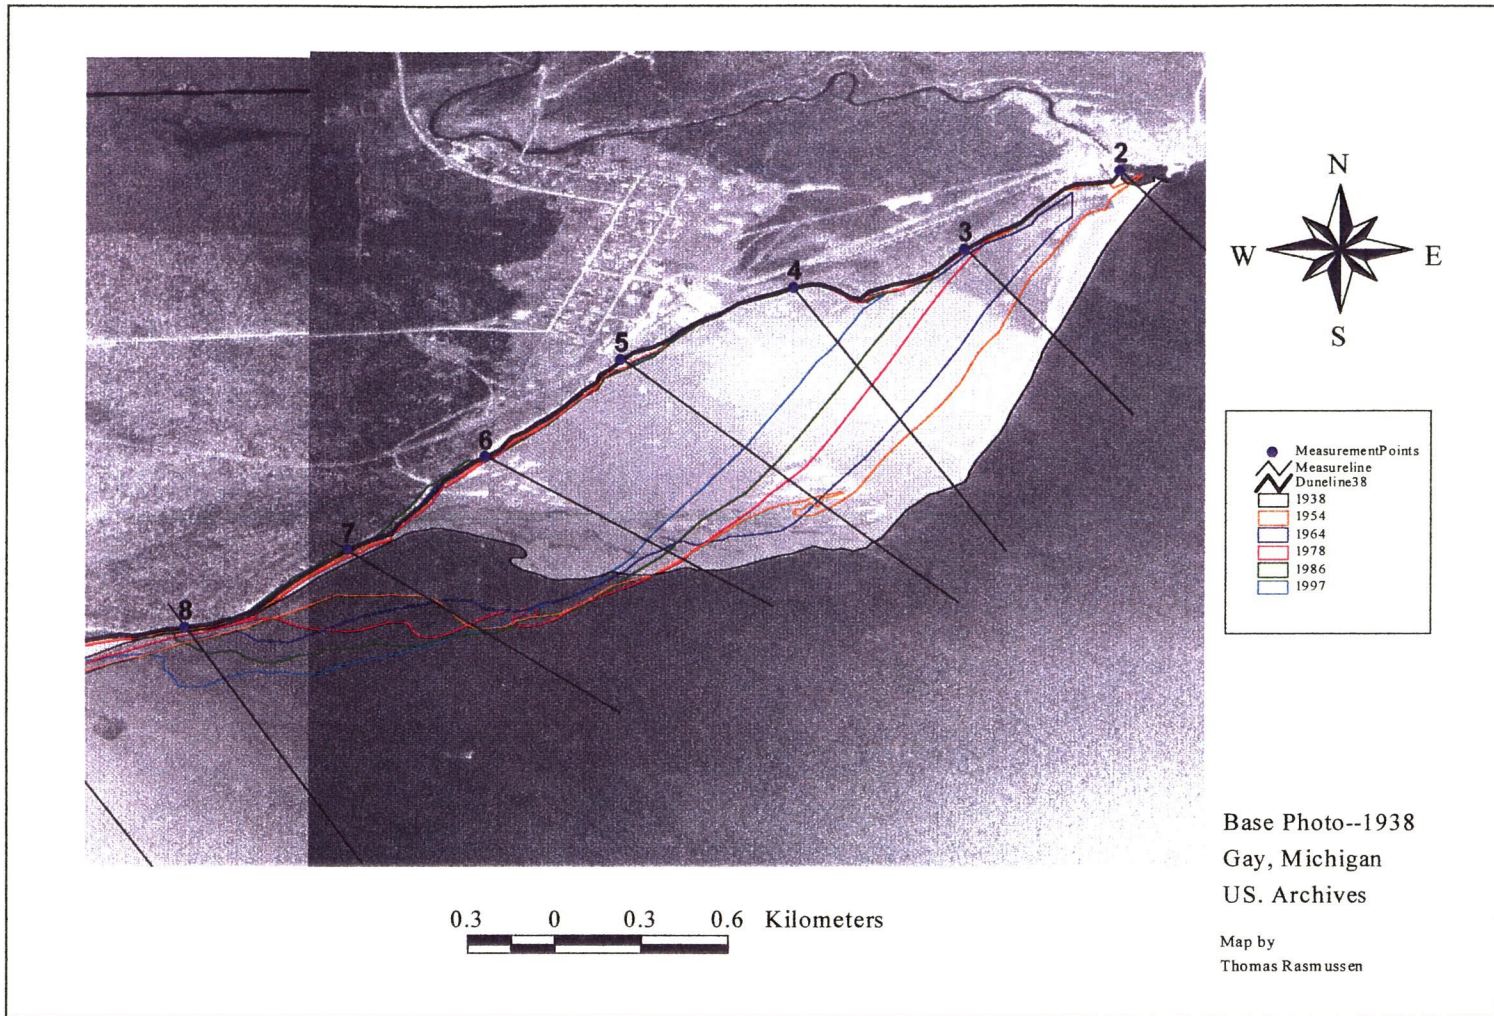 2
3
4
5
6
7
8
N
W E
S
MeasurementPoints
Measureline
Duneline38
1938
1954
1964
1978
1986
1997
Base Photo--1938
Gay, Michigan
US. Archives
Map by
Thomas Rasmussen
0.3 0 0.3 0.6 Kilometers